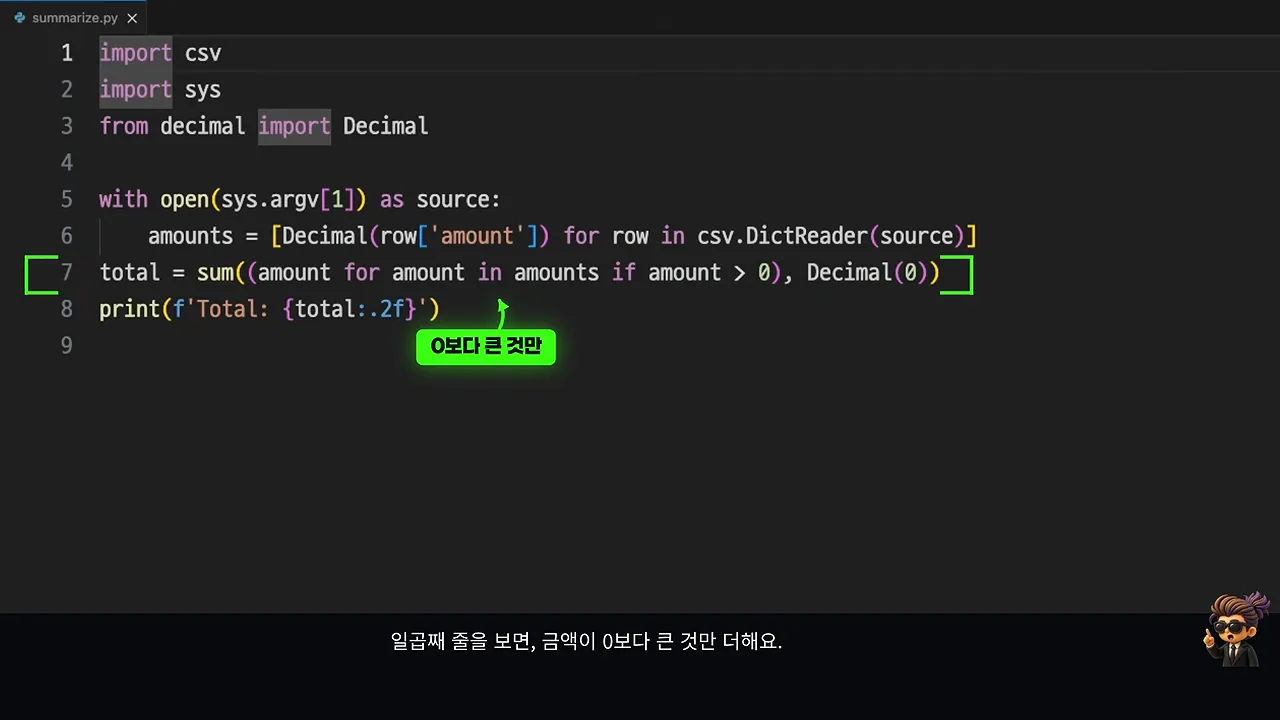 summarize.py
1 import csv
2 import sys
3 from decimal import Decimal
4
5 with open(sys.argv[1]) as source:
6 amounts = [Decimal(row['amount']) for row in csv.DictReader(source)]
7 total = sum((amount for amount in amounts if amount > 0), Decimal(0))
8 print(f'Total: {total:.2f}')
9
0보다 큰 것만
일곱째 줄을 보면, 금액이 0보다 큰 것만 더해요.